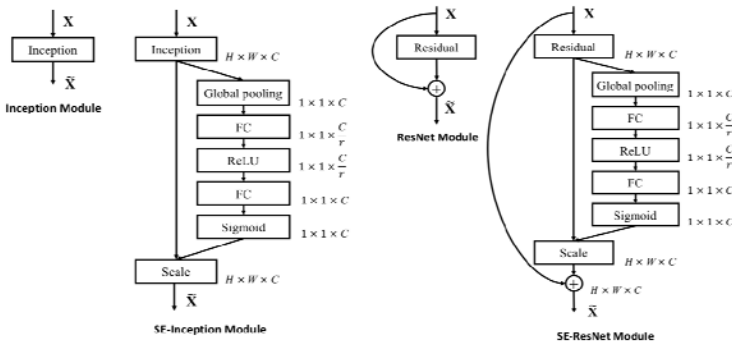 X
Inception
X̃
Inception Module
X
Inception
H × W × C
Global pooling
1 × 1 × C
FC
1 × 1 × C/r
ReLU
1 × 1 × C/r
FC
1 × 1 × C
Sigmoid
1 × 1 × C
Scale
H × W × C
X̃
SE-Inception Module
X
Residual
+
X̃
ResNet Module
X
Residual
H × W × C
Global pooling
1 × 1 × C
FC
1 × 1 × C/r
ReLU
1 × 1 × C/r
FC
1 × 1 × C
Sigmoid
1 × 1 × C
Scale
H × W × C
+
H × W × C
X̃
SE-ResNet Module